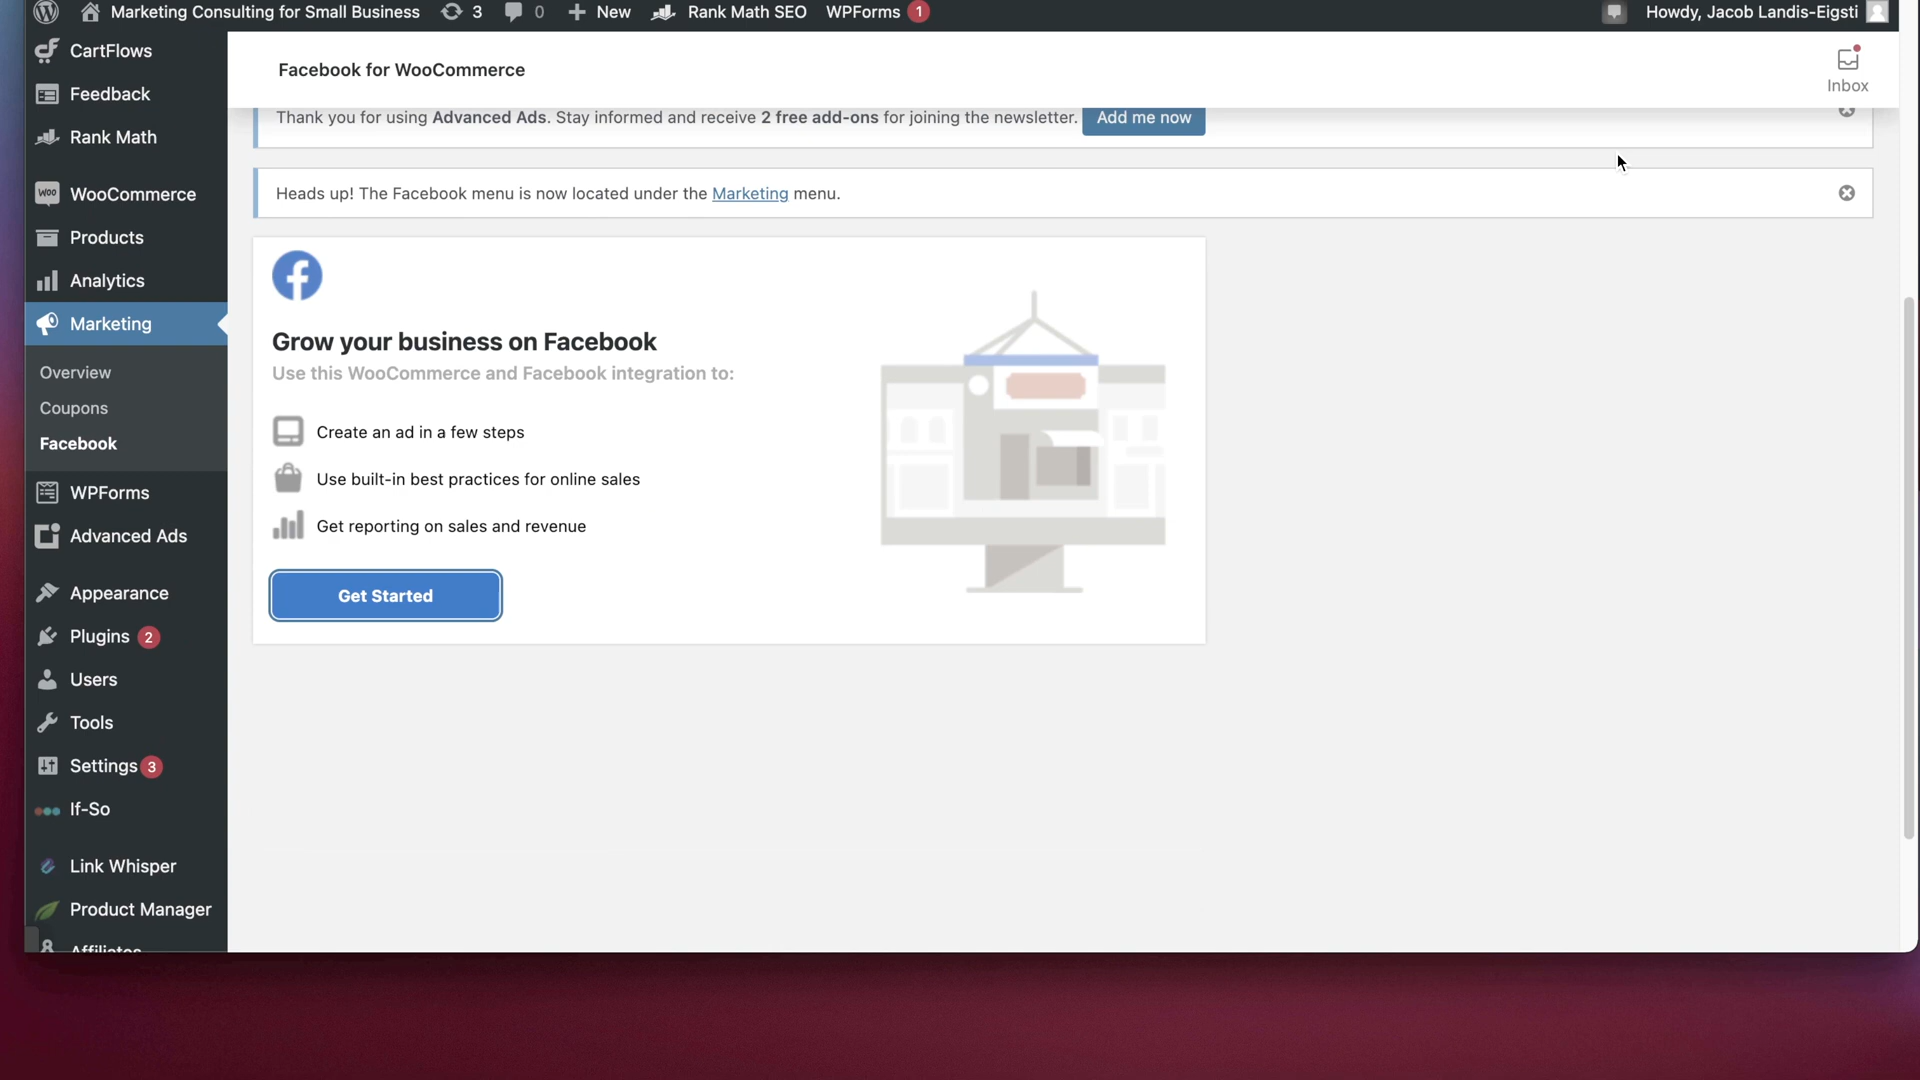 Marketing Consulting for Small Business 3 0 New Rank Math SEO WPForms 1 Howdy, Jacob Landis-Eigsti
CartFlows
Feedback
Rank Math
WOO WooCommerce
Products
Analytics
Marketing
Overview
Coupons
Facebook
WPForms
Advanced Ads
Appearance
Plugins 2
Users
Tools
Settings 3
If-So
Link Whisper
Product Manager
Affiliates
Facebook for WooCommerce
Inbox
Thank you for using Advanced Ads. Stay informed and receive 2 free add-ons for joining the newsletter. Add me now
Heads up! The Facebook menu is now located under the Marketing menu.
Grow your business on Facebook
Use this WooCommerce and Facebook integration to:
Create an ad in a few steps
Use built-in best practices for online sales
Get reporting on sales and revenue
Get Started